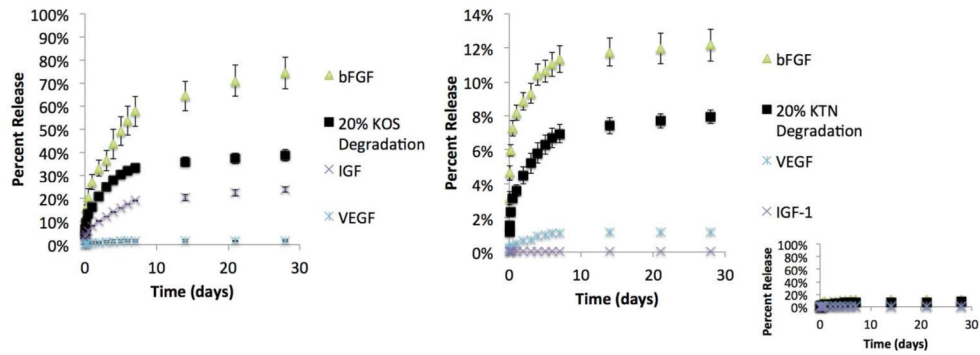 100%
90%
80%
70%
60%
50%
40%
30%
20%
10%
0%
Percent Release
0 10 20 30
Time (days)
bFGF
20% KOS
Degradation
IGF
VEGF
14%
12%
10%
8%
6%
4%
2%
0%
Percent Release
0 10 20 30
Time (days)
bFGF
20% KTN
Degradation
VEGF
IGF-1
100%
80%
60%
40%
20%
0%
Percent Release
0 10 20 30
Time (days)